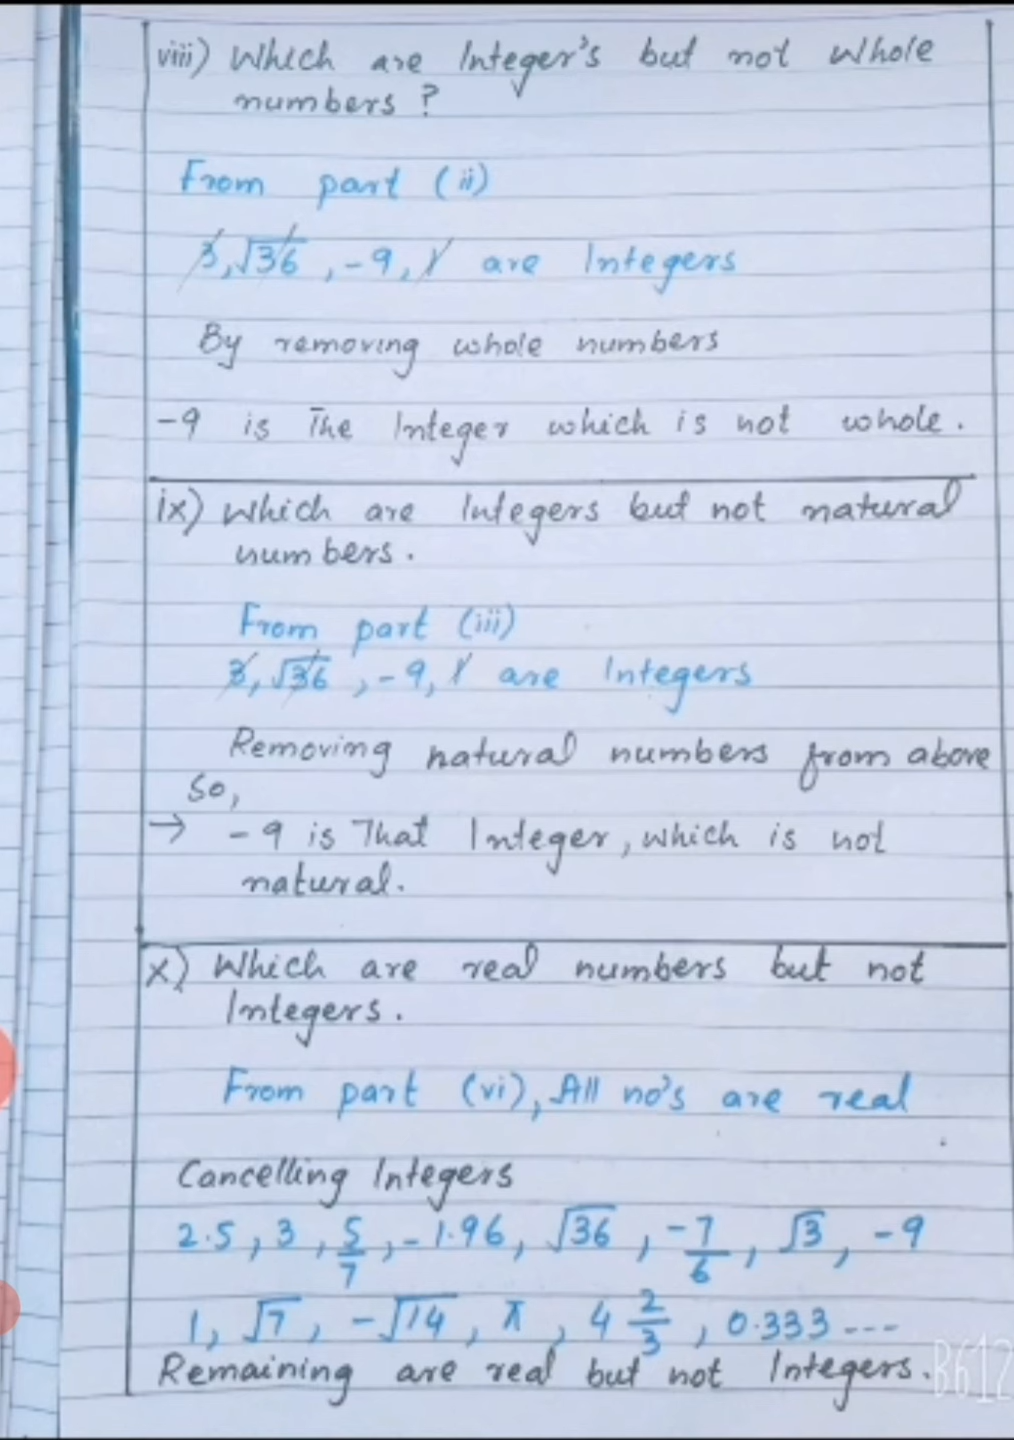 viii) Which are Integer's but not Whole
numbers ?
From part (ii)
3, √36, -9, 1 are Integers
By removing whole numbers
-9 is The Integer which is not whole.
ix) Which are Integers but not natural
numbers.
From part (iii)
3, √36, -9, 1 are Integers
Removing natural numbers from above
So,
→ -9 is That Integer, which is not
natural.
x) Which are real numbers but not
Integers.
From part (vi), All no's are real
Cancelling Integers
2.5, 3, 5/7, -1.96, √36, -7/6, √3, -9
1, √7, -√14, π, 4 2/3, 0.333---
Remaining are real but not Integers.
B612